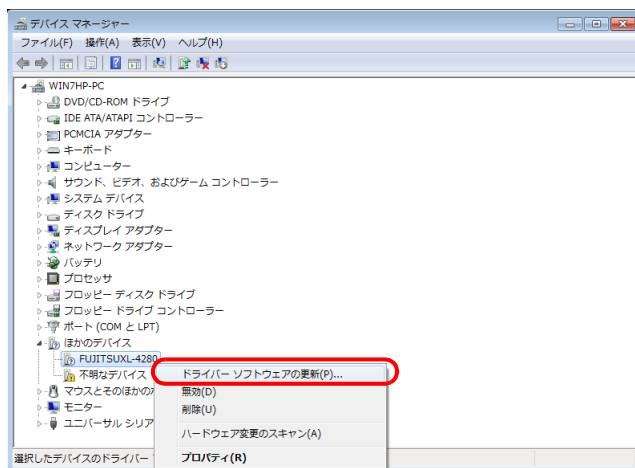 デバイス マネージャー
ファイル(F) 操作(A) 表示(V) ヘルプ(H)
WIN7HP-PC
DVD/CD-ROM ドライブ
IDE ATA/ATAPI コントローラー
PCMCIA アダプター
キーボード
コンピューター
サウンド、ビデオ、およびゲーム コントローラー
システム デバイス
ディスク ドライブ
ディスプレイ アダプター
ネットワーク アダプター
バッテリ
プロセッサ
フロッピー ディスク ドライブ
フロッピー ドライブ コントローラー
ポート (COM と LPT)
ほかのデバイス
FUJITSUXL-4280
不明なデバイス
マウスとそのほかの
モニター
ユニバーサル シリア
ドライバー ソフトウェアの更新(P)...
無効(D)
削除(U)
ハードウェア変更のスキャン(A)
プロパティ(R)
選択したデバイスのドライバー